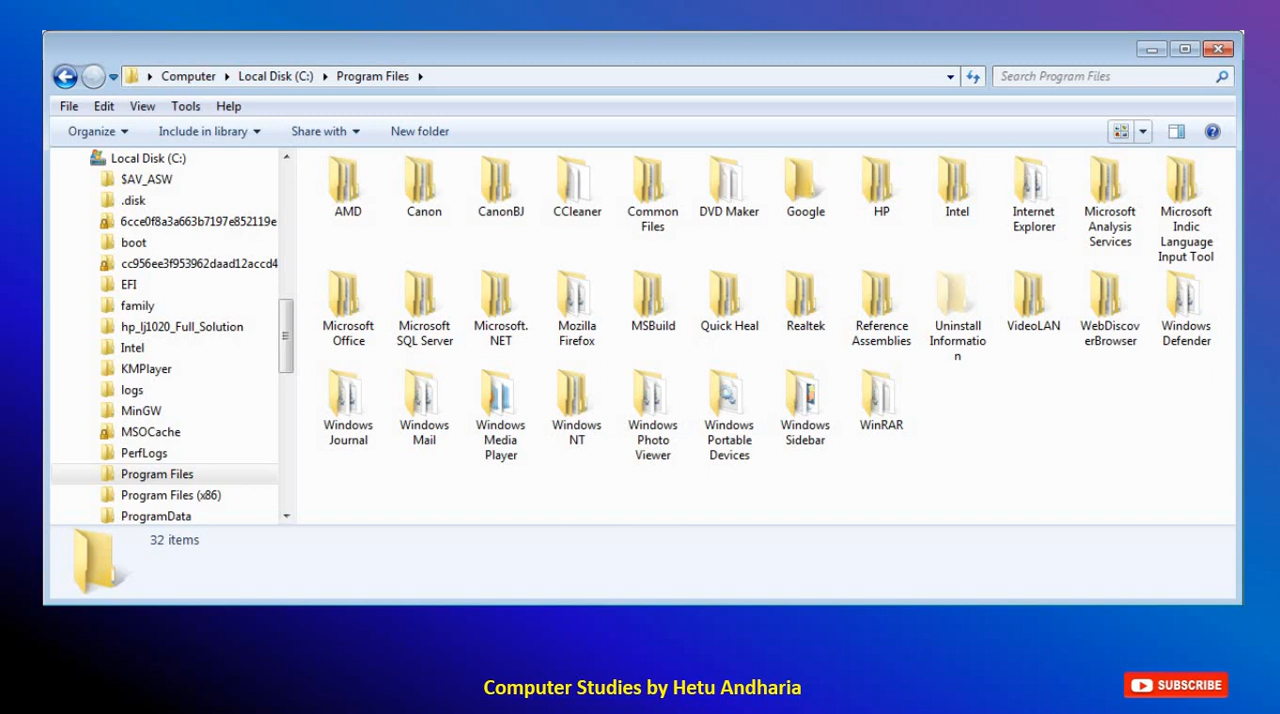 Computer Local Disk (C:) Program Files
Search Program Files
File Edit View Tools Help
Organize Include in library Share with New folder
Local Disk (C:)
$AV_ASW
.disk
6cce0f8a3a663b7197e852119e
boot
cc956ee3f953962daad12accd4
EFI
family
hp_lj1020_Full_Solution
Intel
KMPlayer
logs
MinGW
MSOCache
PerfLogs
Program Files
Program Files (x86)
ProgramData
AMD
Canon
CanonBJ
CCleaner
Common
Files
DVD Maker
Google
HP
Intel
Internet
Explorer
Microsoft
Analysis
Services
Microsoft
Indic
Language
Input Tool
Microsoft
Office
Microsoft
SQL Server
Microsoft.
NET
Mozilla
Firefox
MSBuild
Quick Heal
Realtek
Reference
Assemblies
Uninstall
Informatio
n
VideoLAN
WebDiscov
erBrowser
Windows
Defender
Windows
Journal
Windows
Mail
Windows
Media
Player
Windows
NT
Windows
Photo
Viewer
Windows
Portable
Devices
Windows
Sidebar
WinRAR
32 items
Computer Studies by Hetu Andharia
SUBSCRIBE